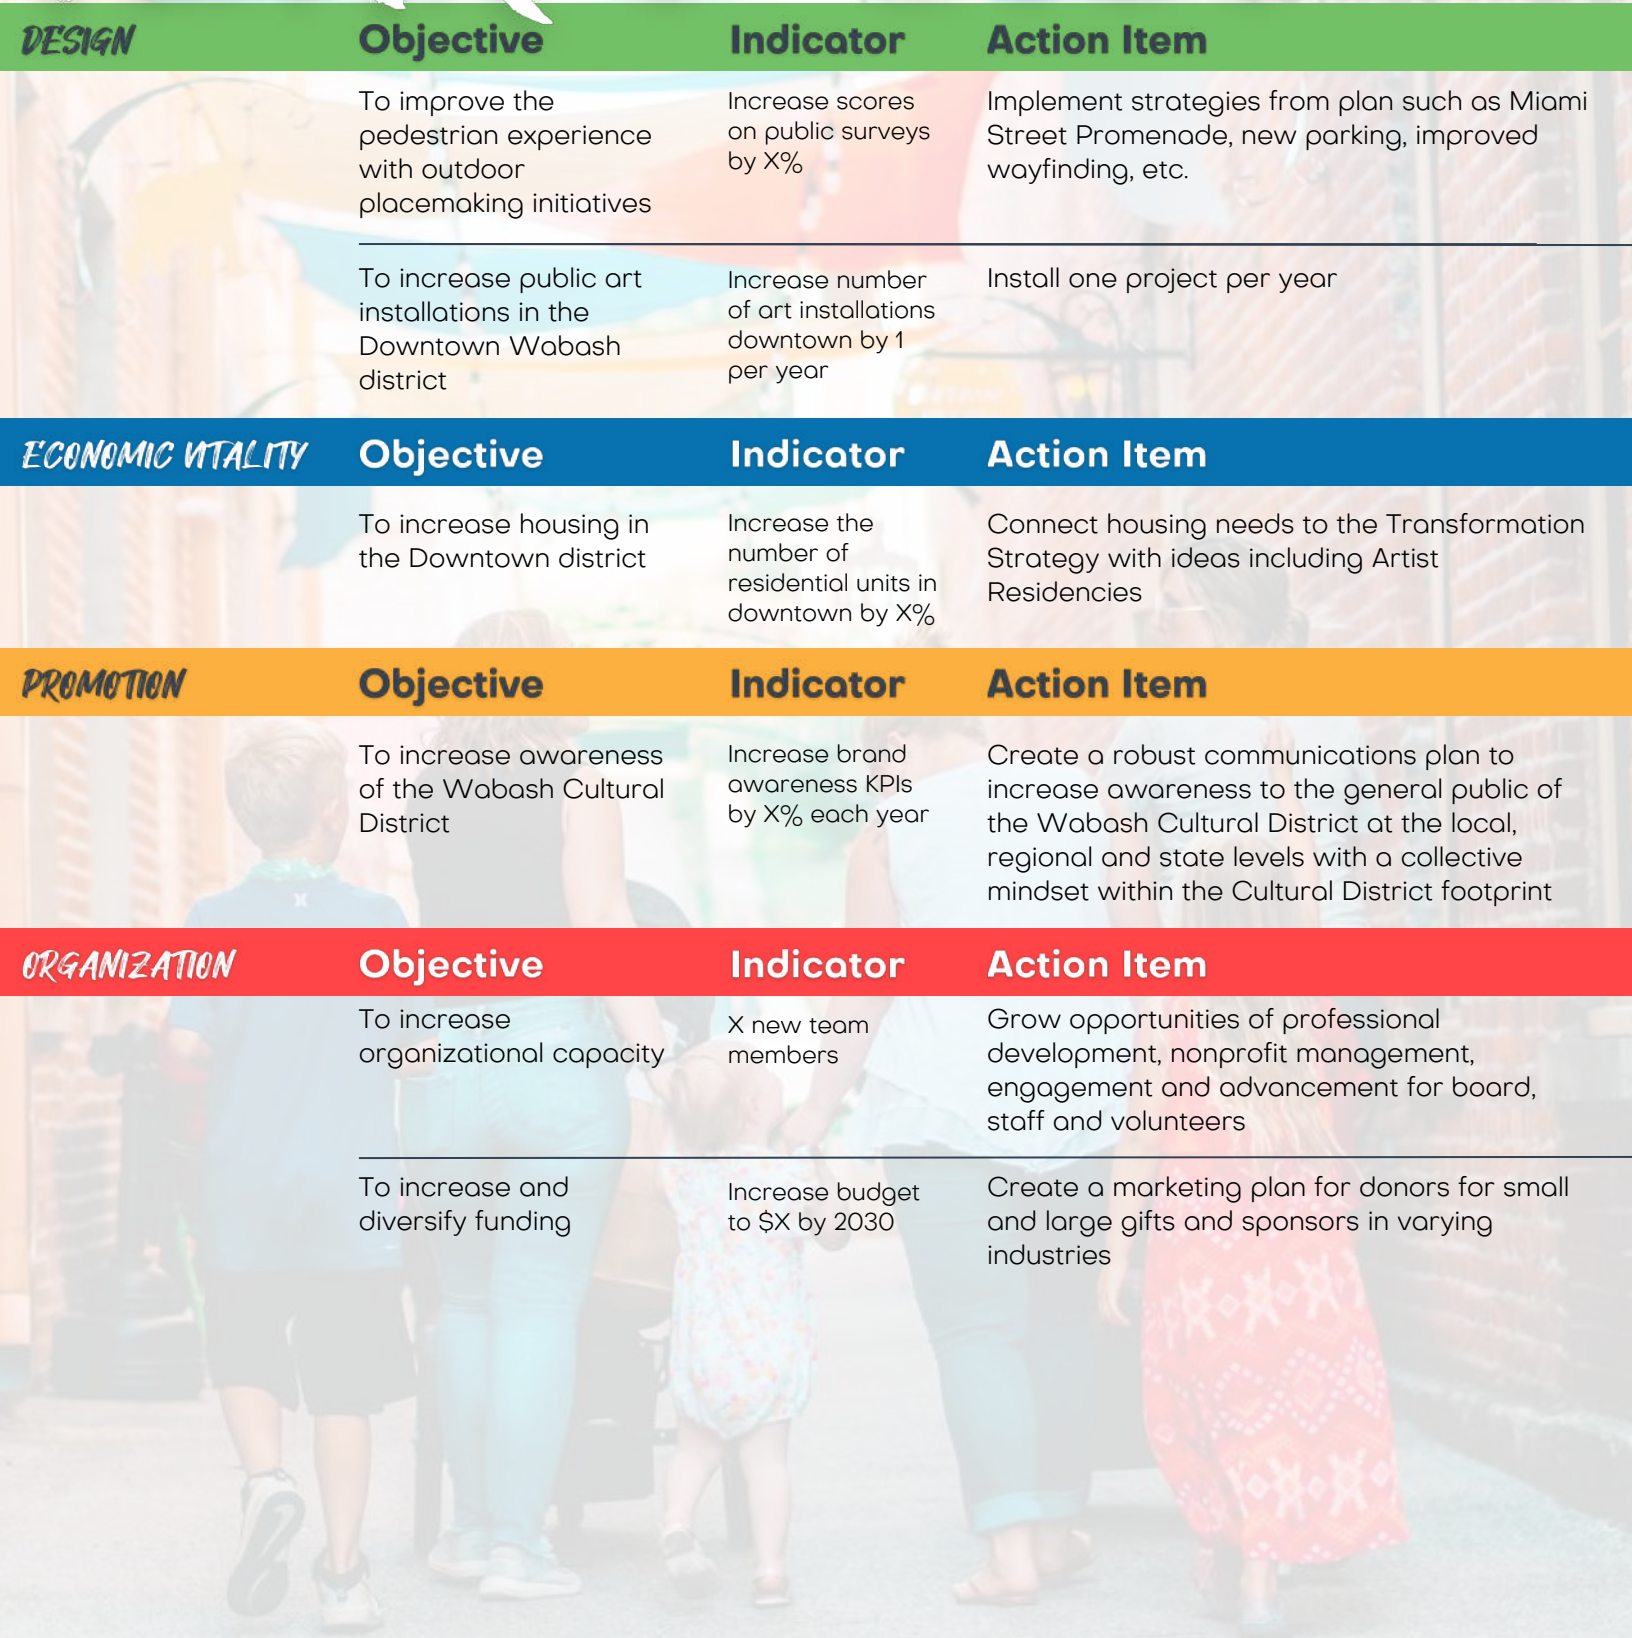 DESIGN Objective Indicator Action Item
To improve the
pedestrian experience
with outdoor
placemaking initiatives
Increase scores
on public surveys
by X%
Implement strategies from plan such as Miami
Street Promenade, new parking, improved
wayfinding, etc.
To increase public art
installations in the
Downtown Wabash
district
Increase number
of art installations
downtown by 1
per year
Install one project per year
ECONOMIC VITALITY Objective Indicator Action Item
To increase housing in
the Downtown district
Increase the
number of
residential units in
downtown by X%
Connect housing needs to the Transformation
Strategy with ideas including Artist
Residencies
PROMOTION Objective Indicator Action Item
To increase awareness
of the Wabash Cultural
District
Increase brand
awareness KPIs
by X% each year
Create a robust communications plan to
increase awareness to the general public of
the Wabash Cultural District at the local,
regional and state levels with a collective
mindset within the Cultural District footprint
ORGANIZATION Objective Indicator Action Item
To increase
organizational capacity
X new team
members
Grow opportunities of professional
development, nonprofit management,
engagement and advancement for board,
staff and volunteers
To increase and
diversify funding
Increase budget
to $X by 2030
Create a marketing plan for donors for small
and large gifts and sponsors in varying
industries